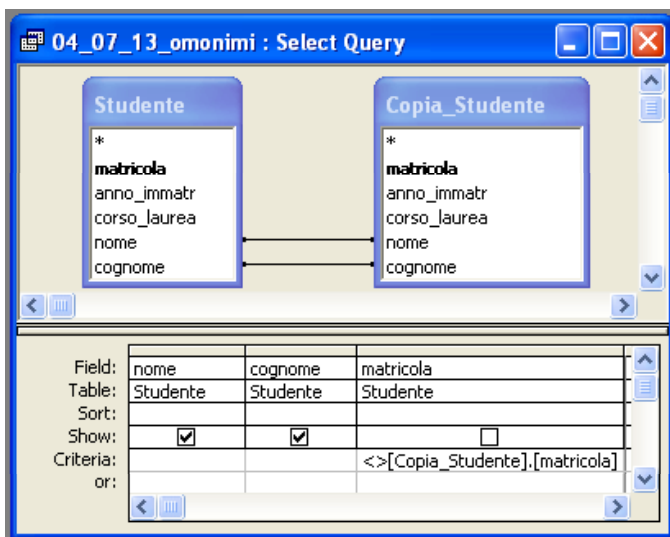 04_07_13_omonimi : Select Query
Studente
*
matricola
anno_immatr
corso_laurea
nome
cognome
Copia_Studente
*
matricola
anno_immatr
corso_laurea
nome
cognome
Field: nome cognome matricola
Table: Studente Studente Studente
Sort:
Show:
Criteria: <>[Copia_Studente].[matricola]
or: